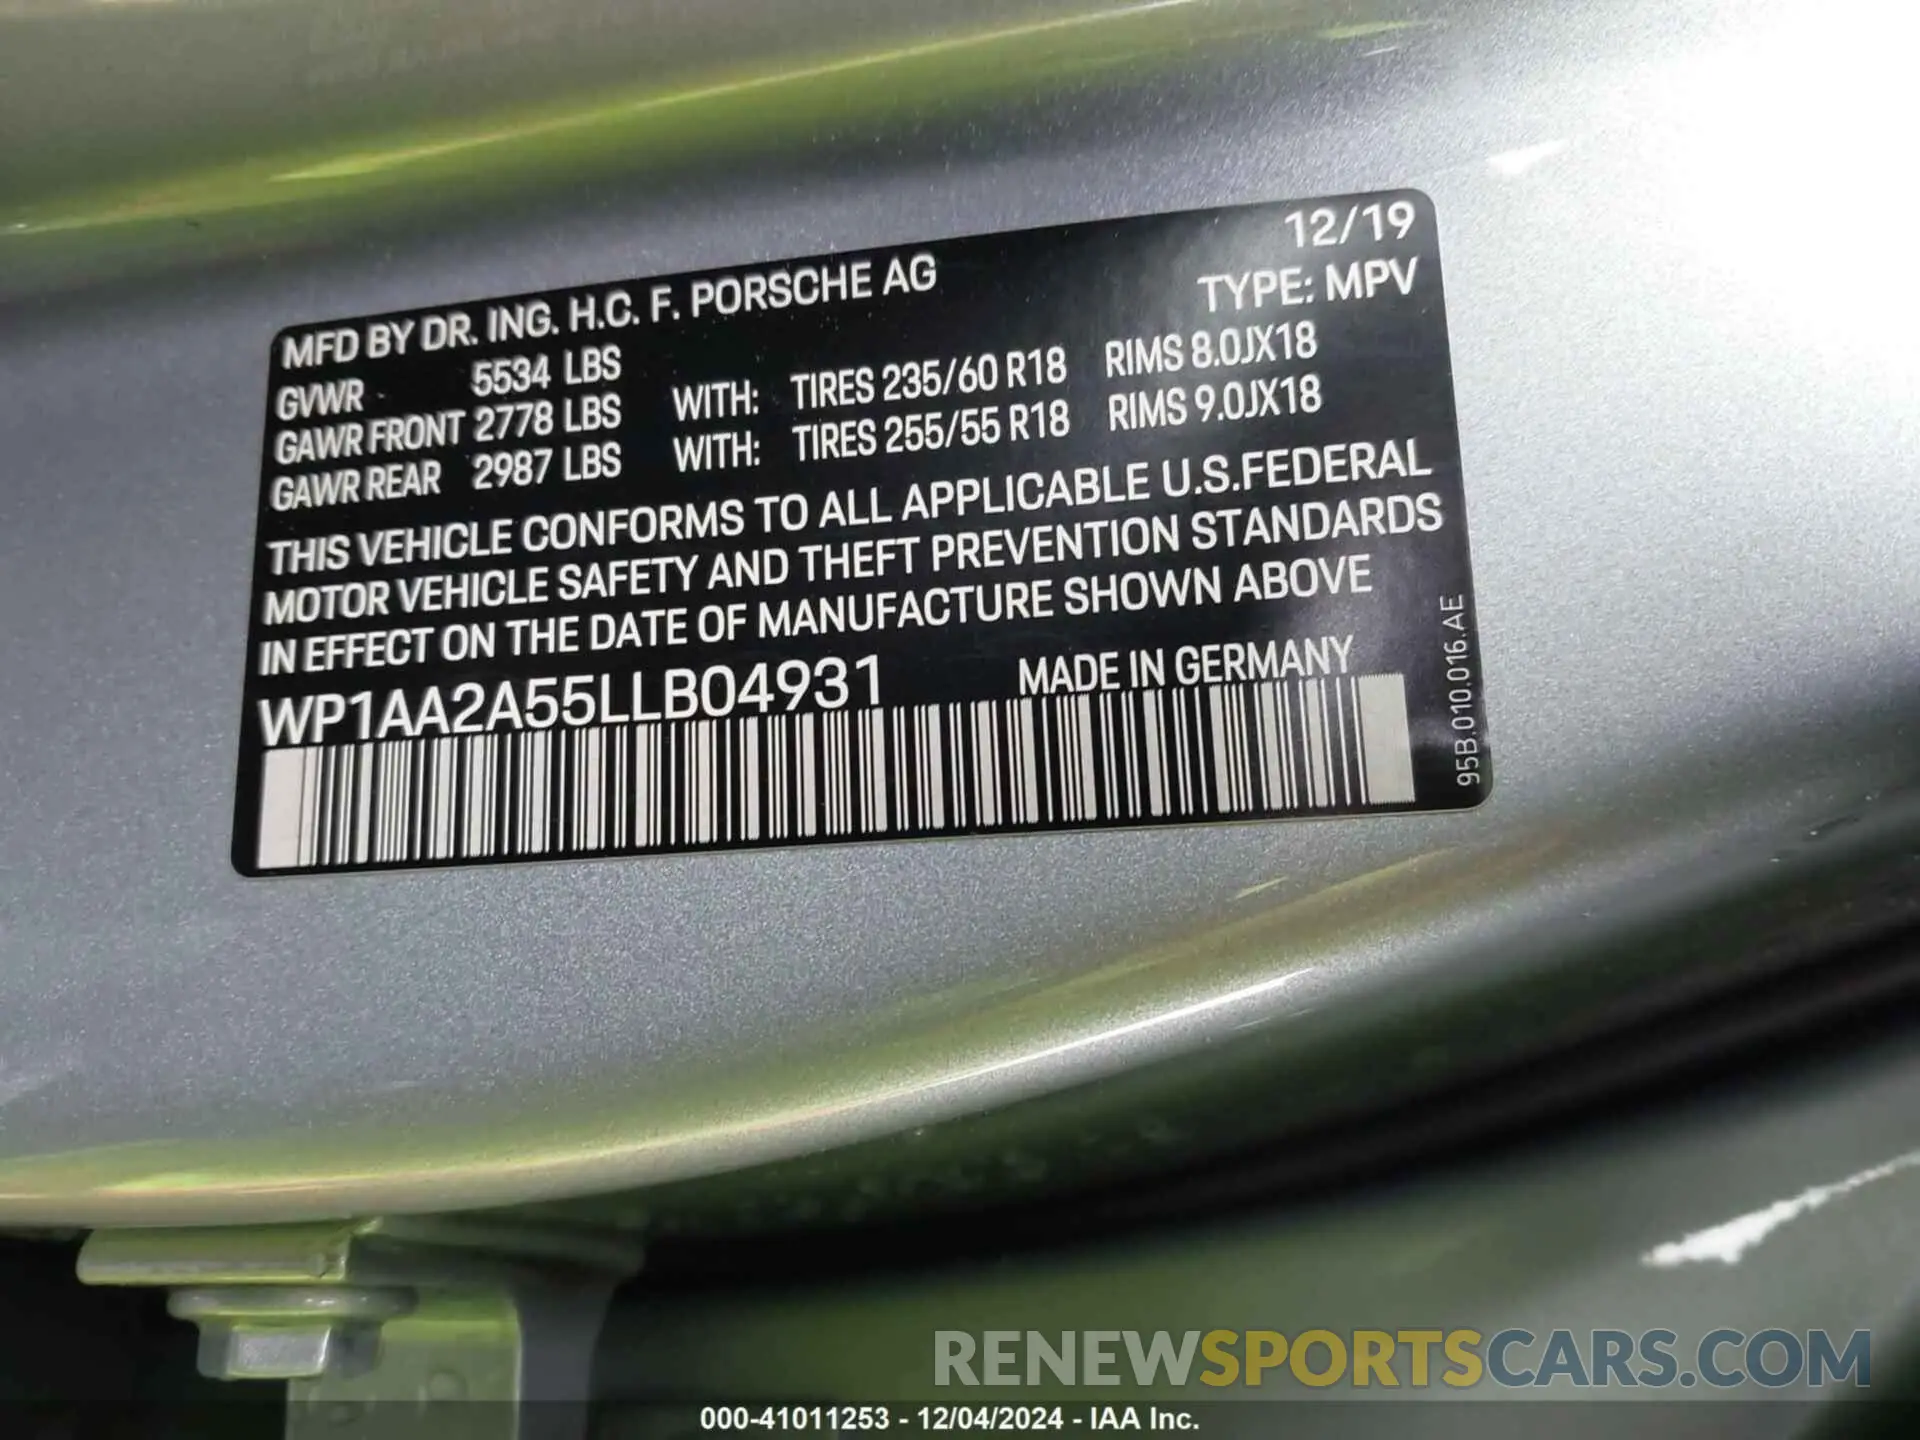 12/19
MFD BY DR. ING. H.C. F. PORSCHE AG TYPE: MPV
GVWR 5534 LBS
GAWR FRONT 2778 LBS WITH: TIRES 235/60 R18 RIMS 8.0JX18
GAWR REAR 2987 LBS WITH: TIRES 255/55 R18 RIMS 9.0JX18
THIS VEHICLE CONFORMS TO ALL APPLICABLE U.S.FEDERAL
MOTOR VEHICLE SAFETY AND THEFT PREVENTION STANDARDS
IN EFFECT ON THE DATE OF MANUFACTURE SHOWN ABOVE
WP1AA2A55LLB04931 MADE IN GERMANY
95B.010.016.AE
RENEWSPORTSCARS.COM
000-41011253 - 12/04/2024 - IAA Inc.